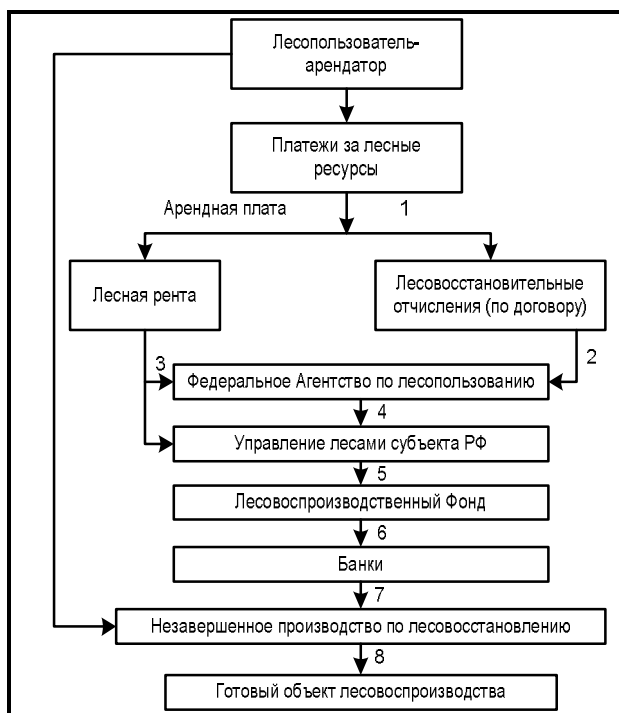 Лесопользователь-
арендатор
Платежи за лесные
ресурсы
Арендная плата 1
Лесная рента
Лесовосстановительные
отчисления (по договору)
3 2
Федеральное Агентство по лесопользованию
4
Управление лесами субъекта РФ
5
Лесовоспроизводственный Фонд
6
Банки
7
Незавершенное производство по лесовосстановлению
8
Готовый объект лесовоспроизводства